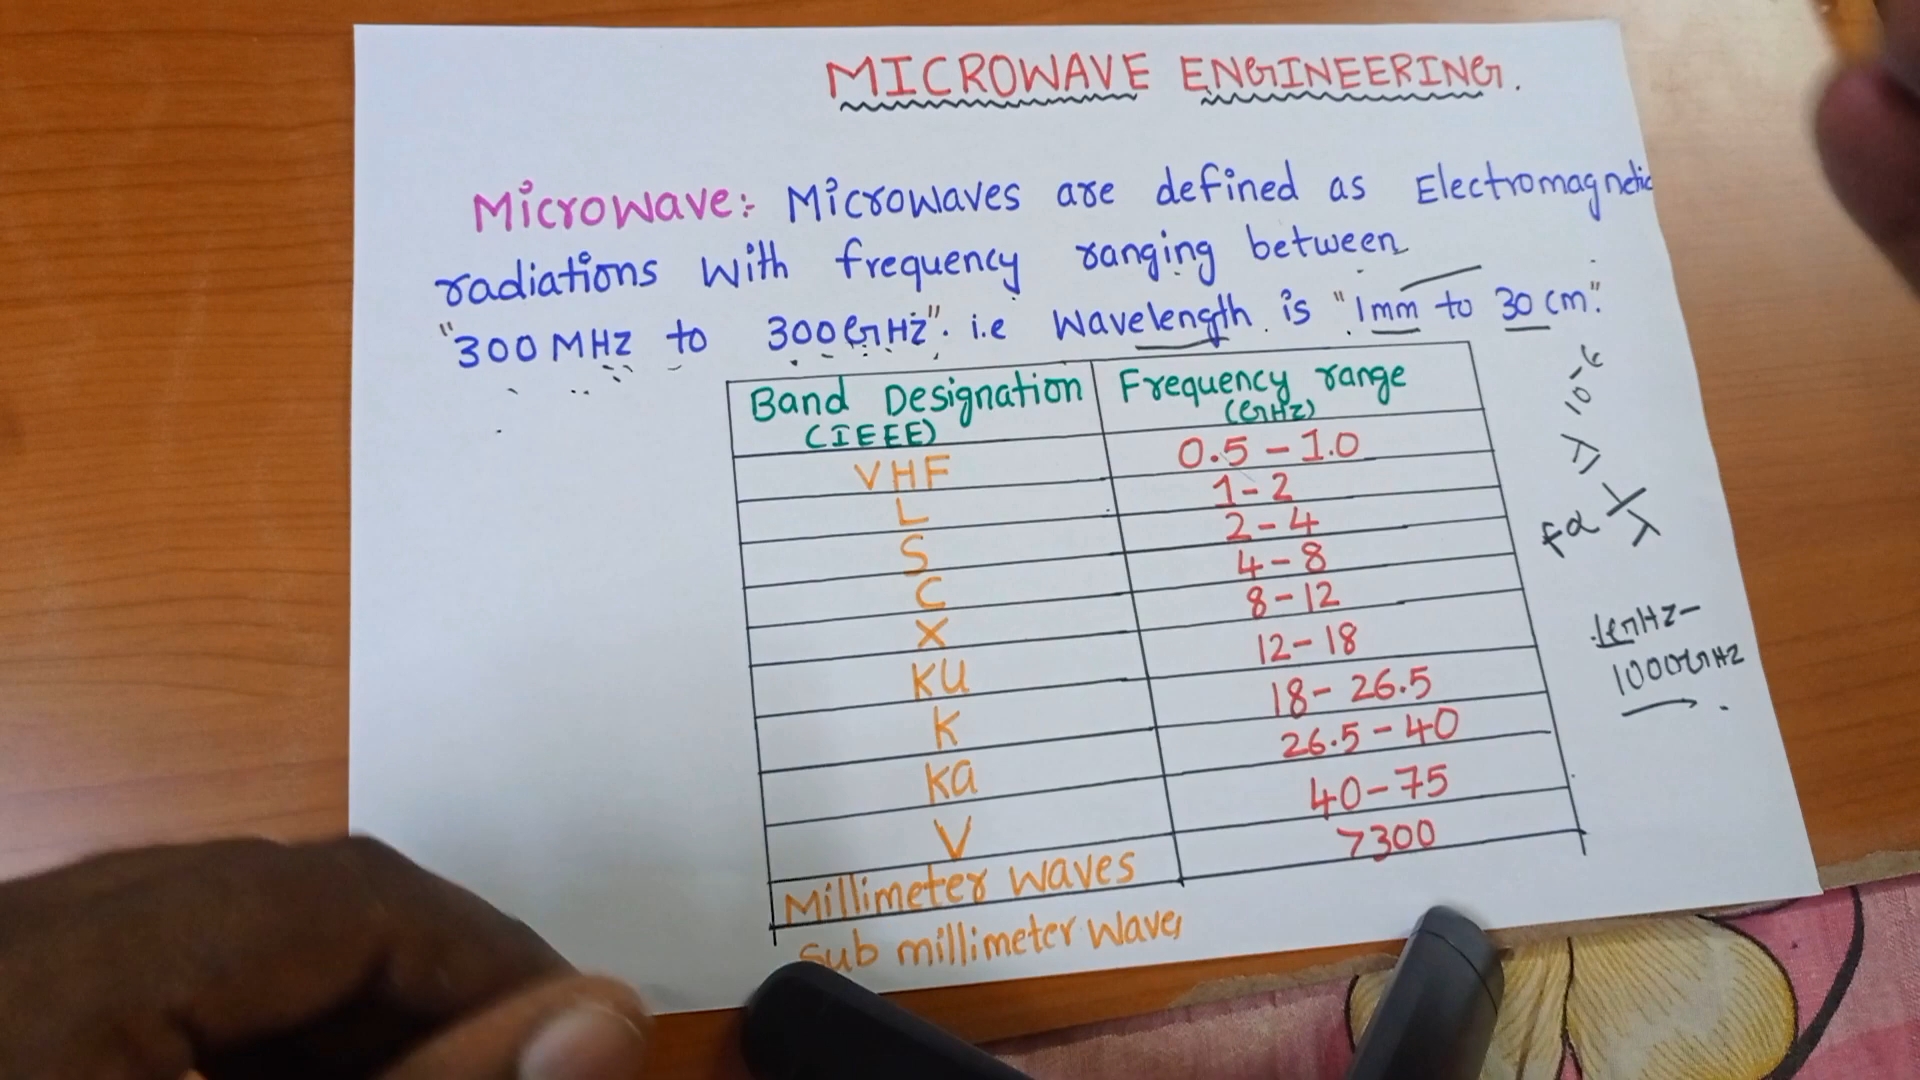 MICROWAVE ENGINEERING.
Microwave:- Microwaves are defined as Electromagnetic
radiations with frequency ranging between
"300 MHz to 300GHz". i.e Wavelength is "1mm to 30 cm".
Band Designation Frequency range
(IEEE) (GHz)
VHF 0.5 - 1.0
L 1-2
S 2-4
C 4-8
X 8-12
KU 12-18
K 18-26.5
Ka 26.5-40
V 40-75
Millimeter waves >300
Sub millimeter Waves
10-6
λ
f α 1/λ
1GHz-
1000GHz